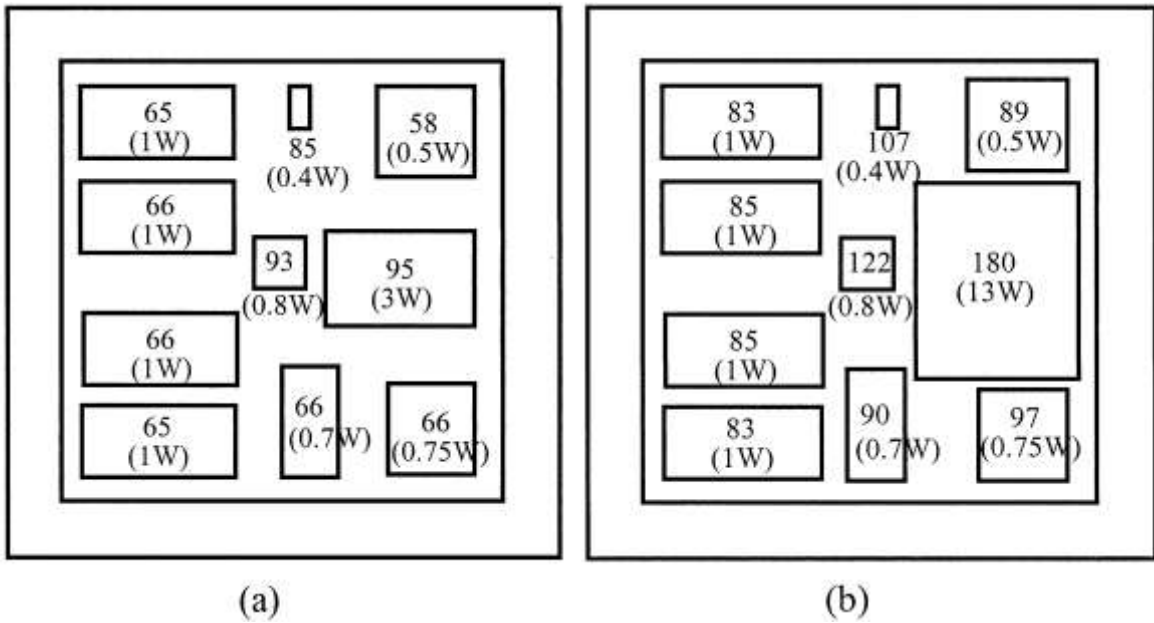 65
(1W)
85
(0.4W)
58
(0.5W)
66
(1W)
93
(0.8W)
95
(3W)
66
(1W)
65
(1W)
66
(0.7W)
66
(0.75W)
(a)
83
(1W)
107
(0.4W)
89
(0.5W)
85
(1W)
122
(0.8W)
180
(13W)
85
(1W)
83
(1W)
90
(0.7W)
97
(0.75W)
(b)